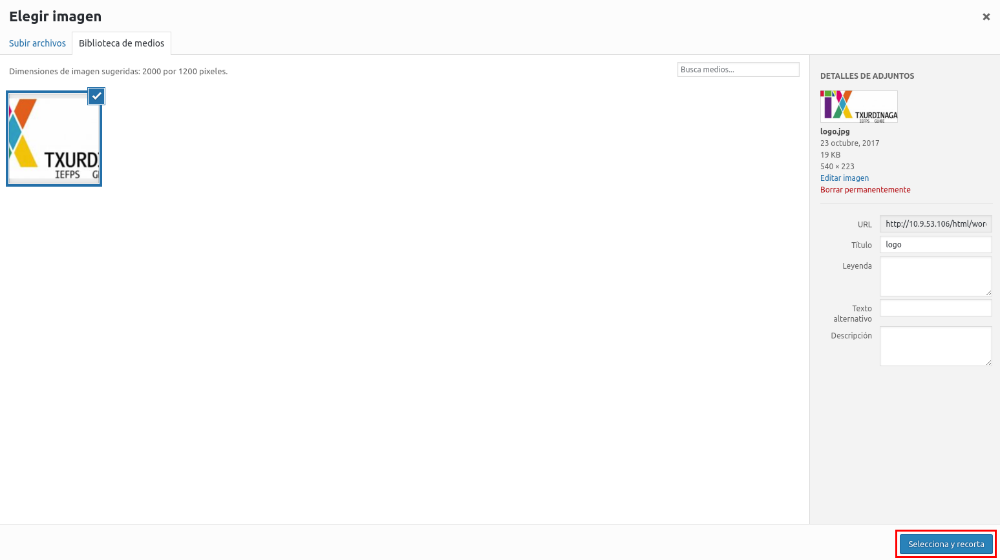 Elegir imagen
Subir archivos
Biblioteca de medios
Dimensiones de imagen sugeridas: 2000 por 1200 píxeles.
Busca medios...
TXURD
IEFPS G
DETALLES DE ADJUNTOS
TXURDINAGA
IEFPS GLHBI
logo.jpg
23 octubre, 2017
19 KB
540 × 223
Editar imagen
Borrar permanentemente
URL
http://10.9.53.106/html/wor
Título
logo
Leyenda
Texto
alternativo
Descripción
Selecciona y recorta